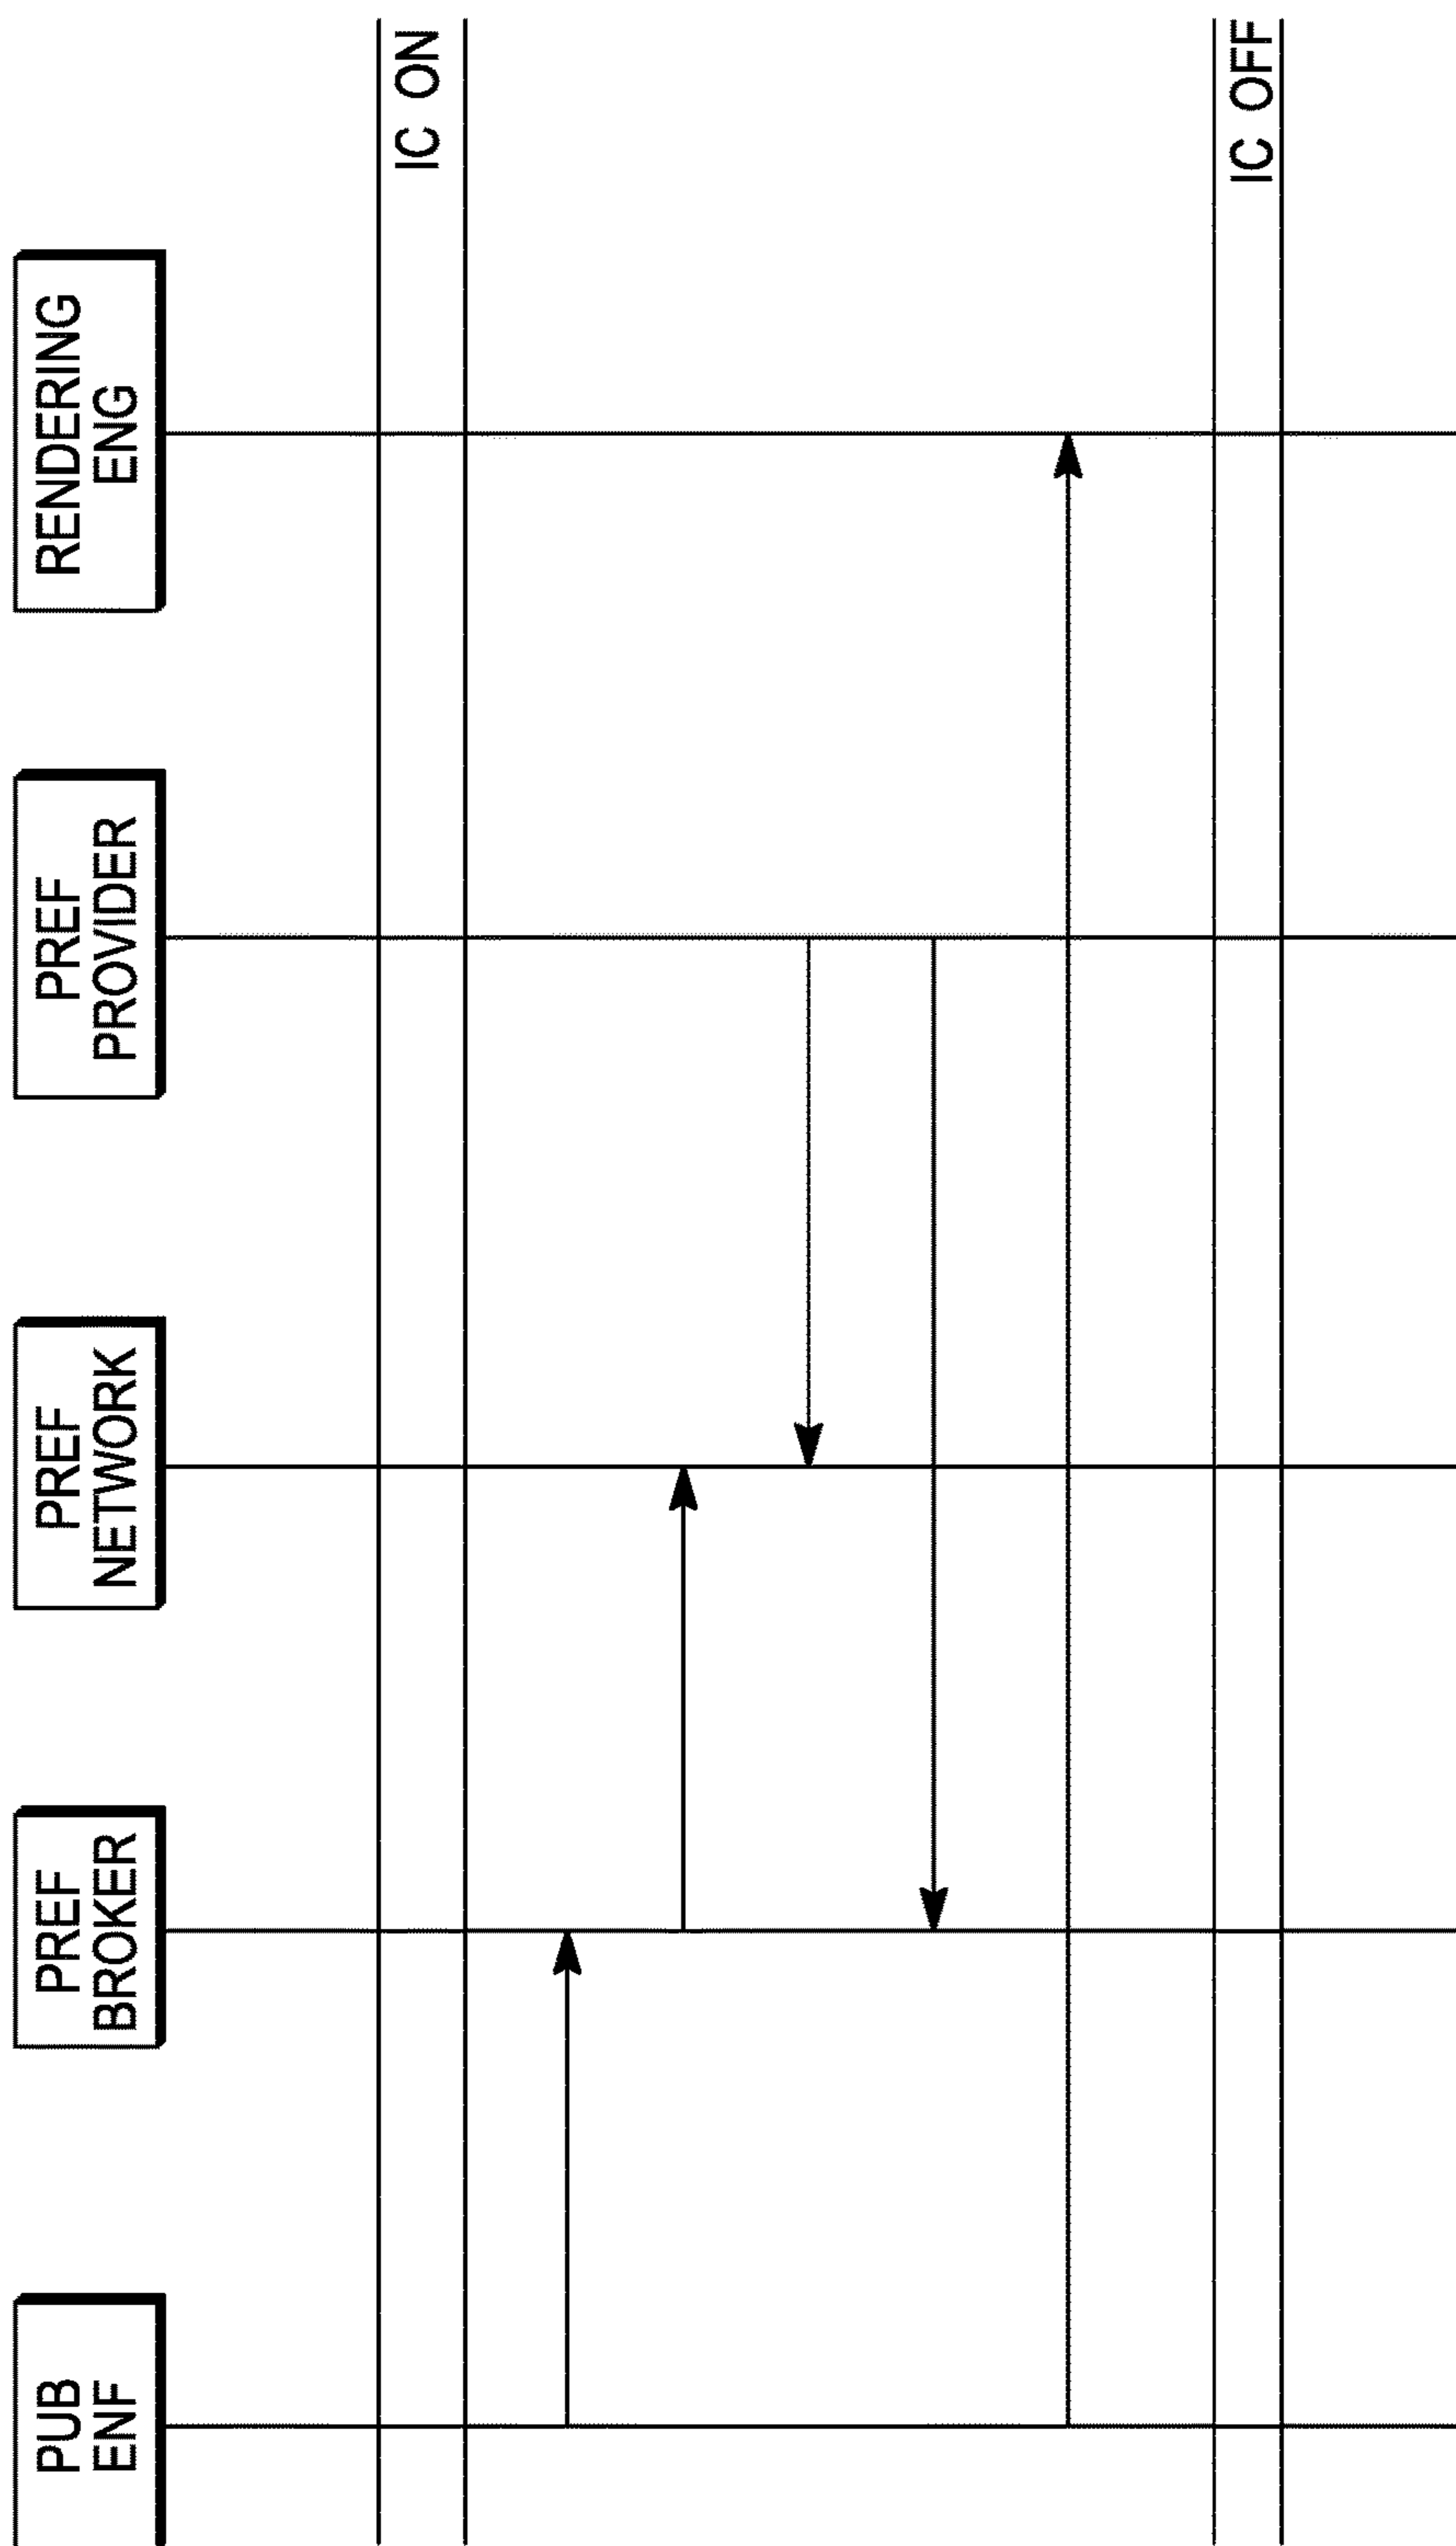 PUB
ENF
PREF
BROKER
PREF
NETWORK
PREF
PROVIDER
RENDERING
ENG
IC ON
IC OFF